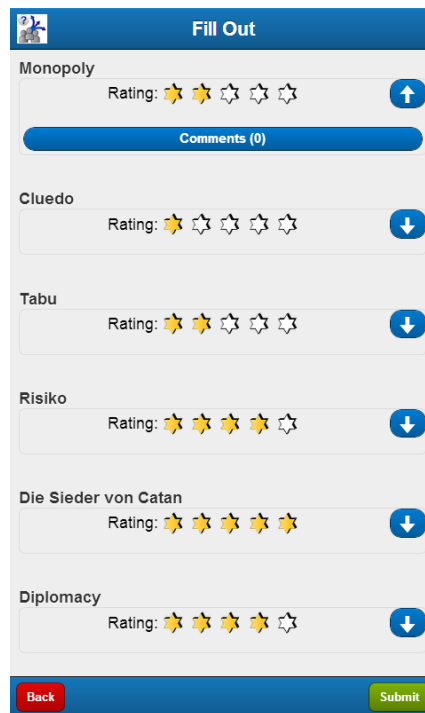 Fill Out
Monopoly
Rating:
Comments (0)
Cluedo
Rating:
Tabu
Rating:
Risiko
Rating:
Die Sieder von Catan
Rating:
Diplomacy
Rating:
Back
Submit